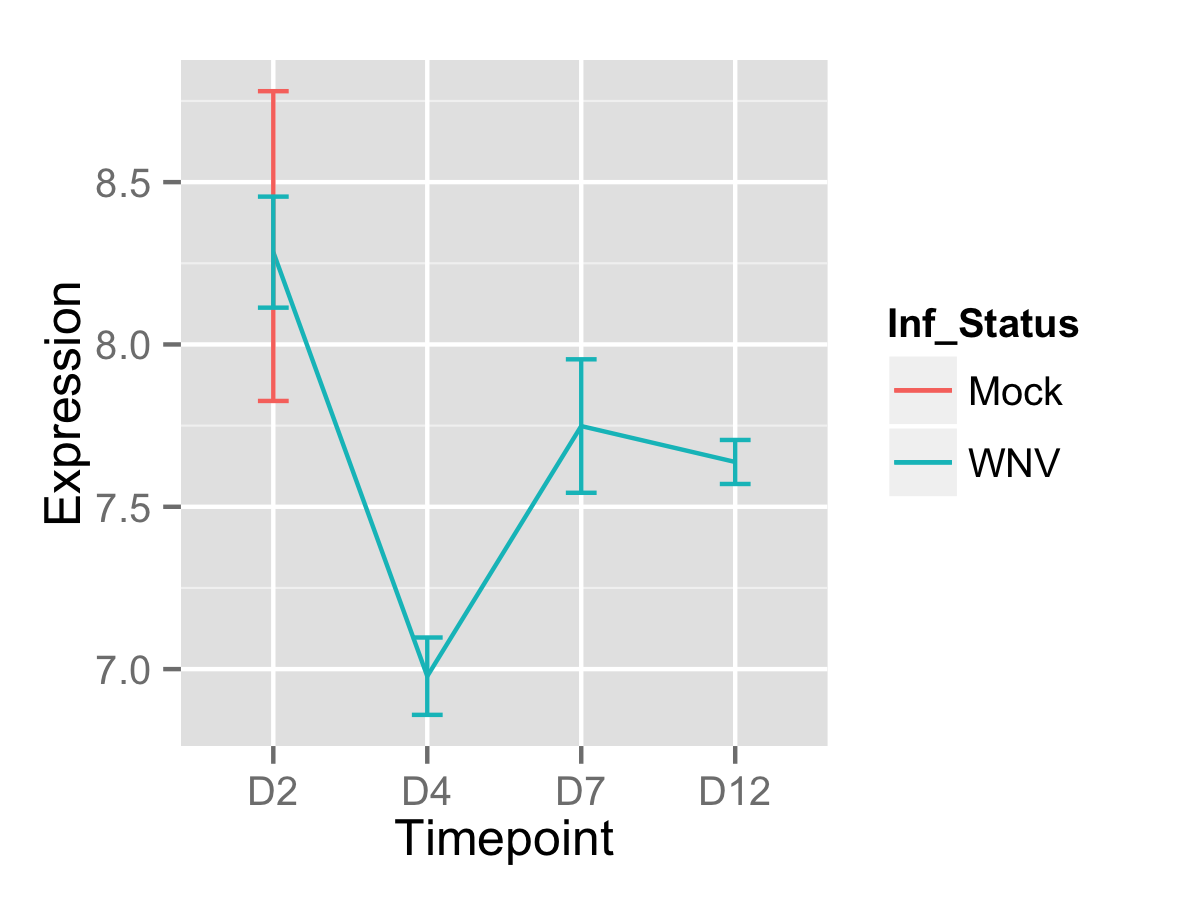 Expression
8.5
8.0
7.5
7.0
D2 D4 D7 D12
Timepoint
Inf_Status
Mock
WNV